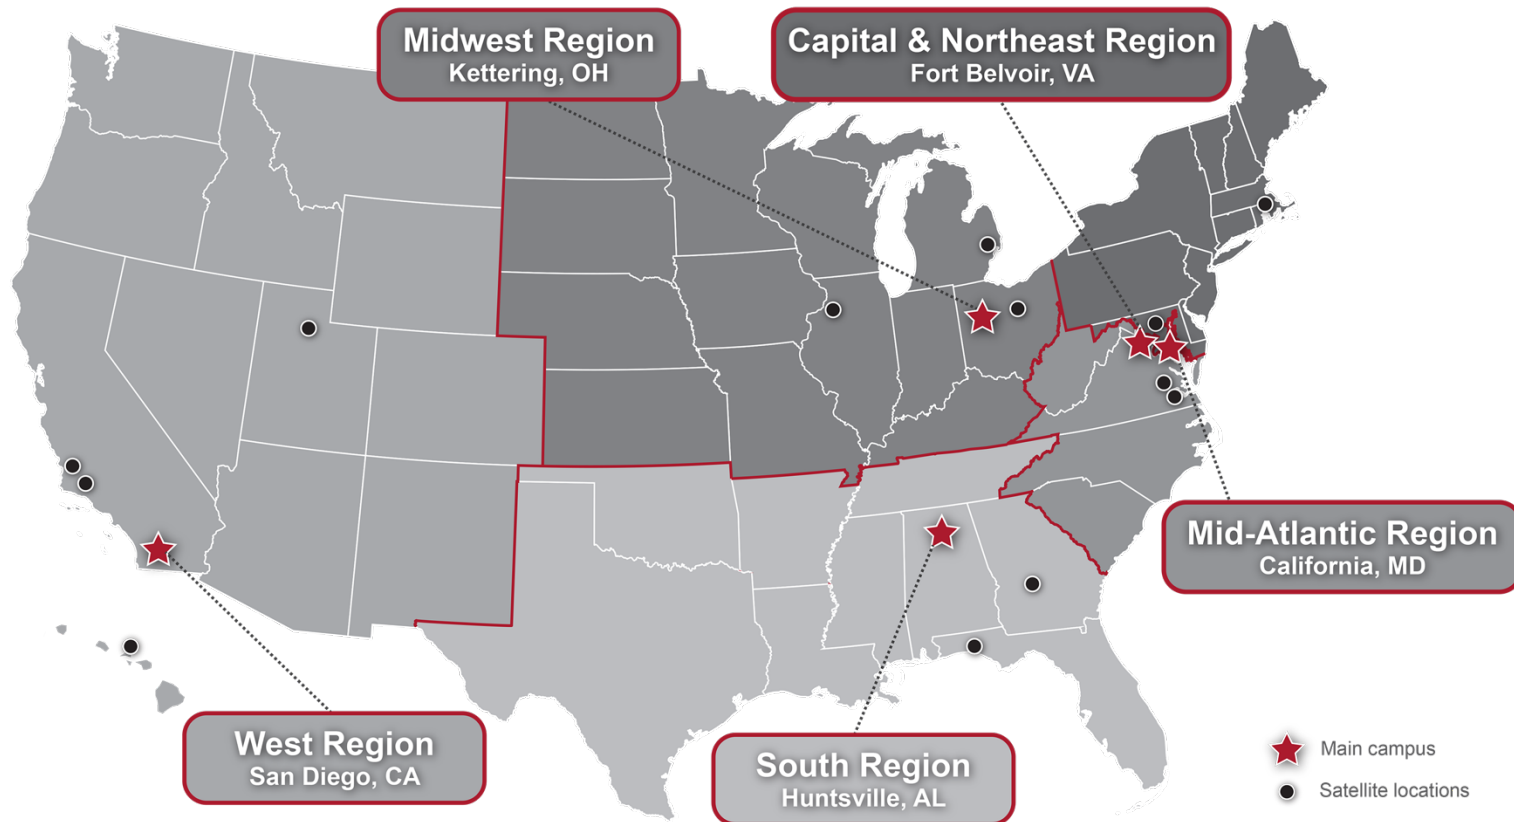 Midwest Region
Kettering, OH
Capital & Northeast Region
Fort Belvoir, VA
Mid-Atlantic Region
California, MD
West Region
San Diego, CA
South Region
Huntsville, AL
Main campus
Satellite locations